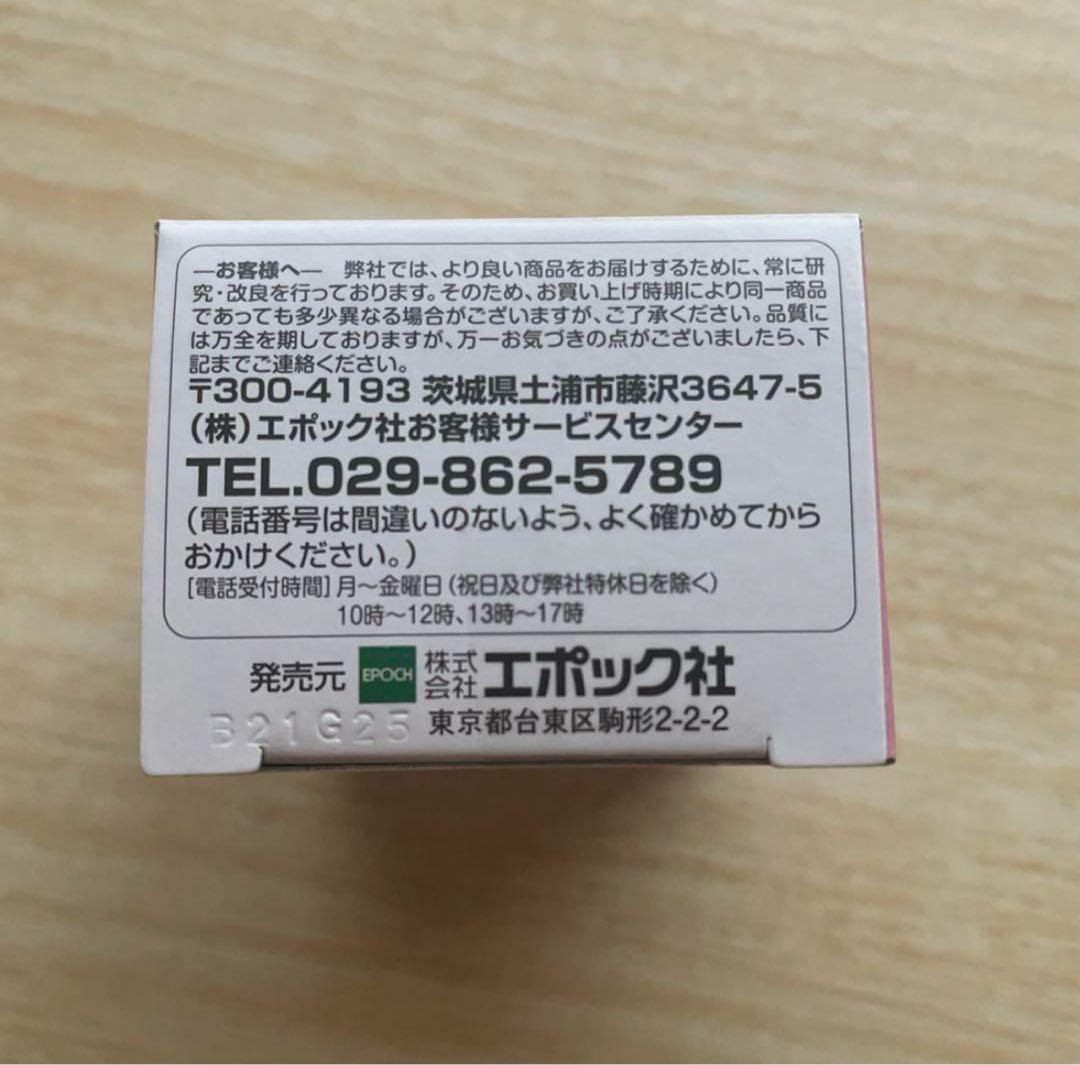 ―お客様へ― 弊社では、より良い商品をお届けするために、常に研
究・改良を行っております。そのため、お買い上げ時期により同一商品
であっても多少異なる場合がございますが、ご了承ください。品質に
は万全を期しておりますが、万一お気づきの点がございましたら、下
記までご連絡ください。
〒300-4193 茨城県土浦市藤沢3647-5
(株)エポック社お客様サービスセンター
TEL.029-862-5789
(電話番号は間違いのないよう、よく確かめてから
おかけください。)
[電話受付時間]月～金曜日(祝日及び弊社特休日を除く)
10時～12時、13時～17時
発売元 EPOCH 株式会社 エポック社
B21G25 東京都台東区駒形2-2-2